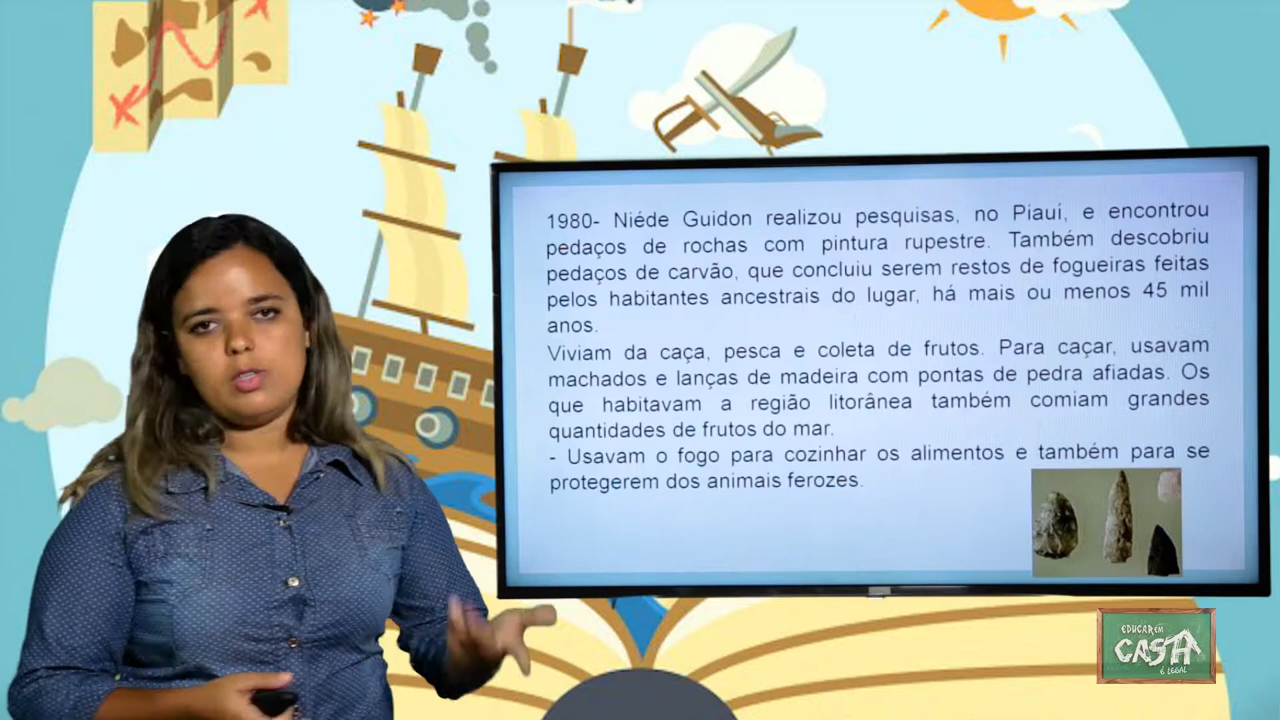 1980- Niéde Guidon realizou pesquisas, no Piauí, e encontrou
pedaços de rochas com pintura rupestre. Também descobriu
pedaços de carvão, que concluiu serem restos de fogueiras feitas
pelos habitantes ancestrais do lugar, há mais ou menos 45 mil
anos.
Viviam da caça, pesca e coleta de frutos. Para caçar, usavam
machados e lanças de madeira com pontas de pedra afiadas. Os
que habitavam a região litorânea também comiam grandes
quantidades de frutos do mar.
- Usavam o fogo para cozinhar os alimentos e também para se
protegerem dos animais ferozes.
EDUCAR EM
CASA
É LEGAL